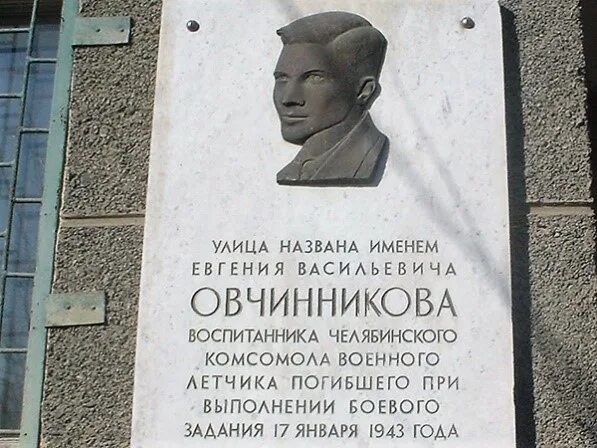 УЛИЦА НАЗВАНА ИМЕНЕМ
ЕВГЕНИЯ ВАСИЛЬЕВИЧА
ОВЧИННИКОВА
ВОСПИТАННИКА ЧЕЛЯБИНСКОГО
КОМСОМОЛА ВОЕННОГО
ЛЕТЧИКА ПОГИБШЕГО ПРИ
ВЫПОЛНЕНИИ БОЕВОГО
ЗАДАНИЯ 17 ЯНВАРЯ 1943 ГОДА